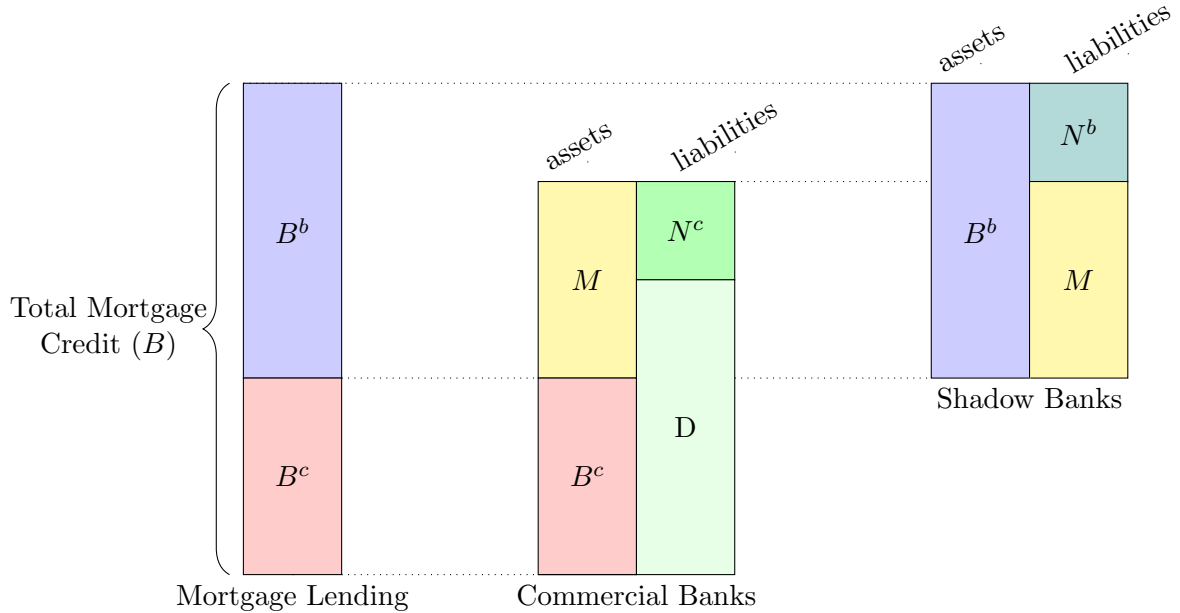 assets
liabilities
$B^b$
$N^b$
assets
liabilities
$B^b$
$M$
$N^c$
$M$
Total Mortgage
Credit ($B$)
$B^c$
$B^c$
D
Shadow Banks
Mortgage Lending
Commercial Banks